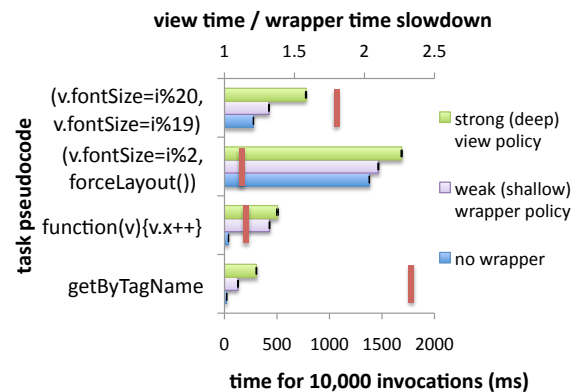 view time / wrapper time slowdown
1 1.5 2 2.5
task pseudocode
(v.fontSize=i%20,
v.fontSize=i%19)
(v.fontSize=i%2,
forceLayout())
function(v){v.x++}
getByTagName
strong (deep)
view policy
weak (shallow)
wrapper policy
no wrapper
0 500 1000 1500 2000
time for 10,000 invocations (ms)